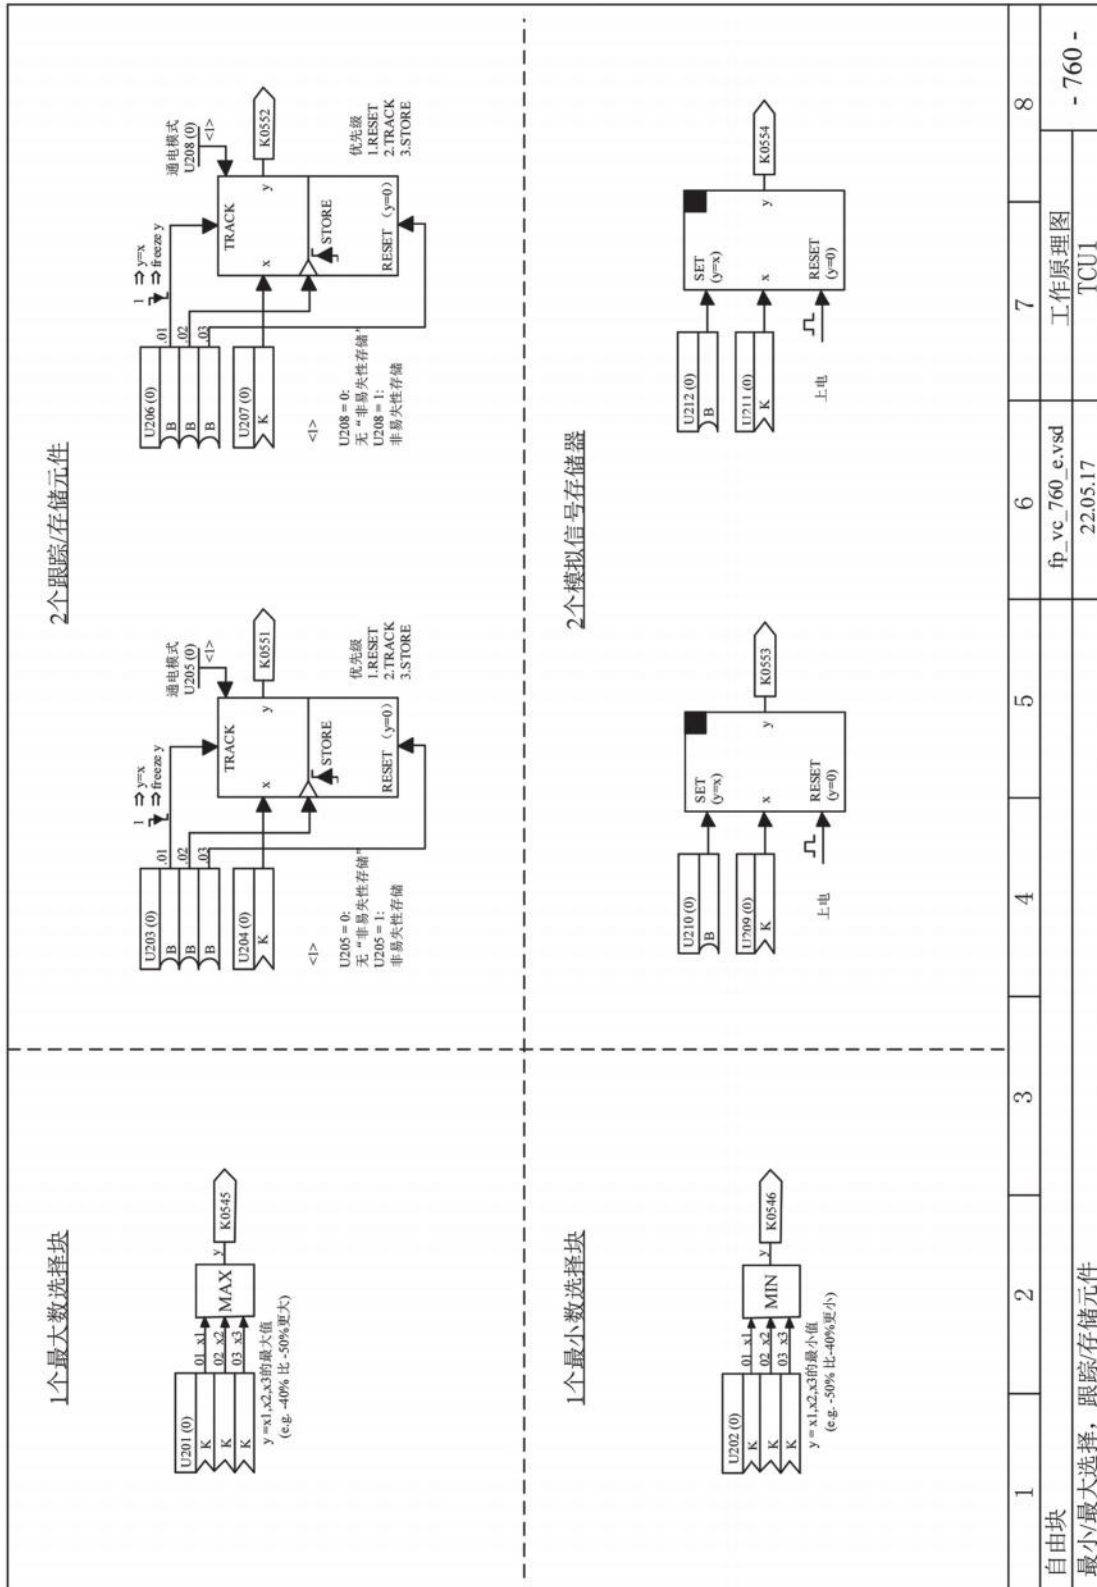 1个最大数选择块
U201 (0)
K
K
K
01 x1
02 x2
03 x3
MAX
y
K0545
y =x1,x2,x3的最大值
(e.g. -40% 比 -50%更大)
2个跟踪/存储元件
U203 (0)
B
B
B
.01
.02
.03
1 ⇒ y=x
⇒ freeze y
U204 (0)
K
TRACK
x
y
STORE
RESET （y=0）
通电模式
U205 (0)
<1>
K0551
优先级
1.RESET
2.TRACK
3.STORE
<1>
U205 = 0:
无 “非易失性存储”
U205 = 1:
非易失性存储
U206 (0)
B
B
B
.01
.02
.03
1 ⇒ y=x
⇒ freeze y
U207 (0)
K
TRACK
x
y
STORE
RESET （y=0）
通电模式
U208 (0)
<1>
K0552
优先级
1.RESET
2.TRACK
3.STORE
<1>
U208 = 0:
无 “非易失性存储”
U208 = 1:
非易失性存储
1个最小数选择块
U202 (0)
K
K
K
01 x1
02 x2
03 x3
MIN
y
K0546
y = x1,x2,x3的最小值
(e.g. -50% 比-40%更小)
2个模拟信号存储器
U210 (0)
B
U209 (0)
K
上电
SET
(y=x)
x
y
RESET
(y=0)
K0553
U212 (0)
B
U211 (0)
K
上电
SET
(y=x)
x
y
RESET
(y=0)
K0554
1 2 3 4 5 6 7 8
自由块
fp_vc_760_e.vsd
工作原理图
- 760 -
最小/最大选择，跟踪/存储元件
22.05.17
TCU1